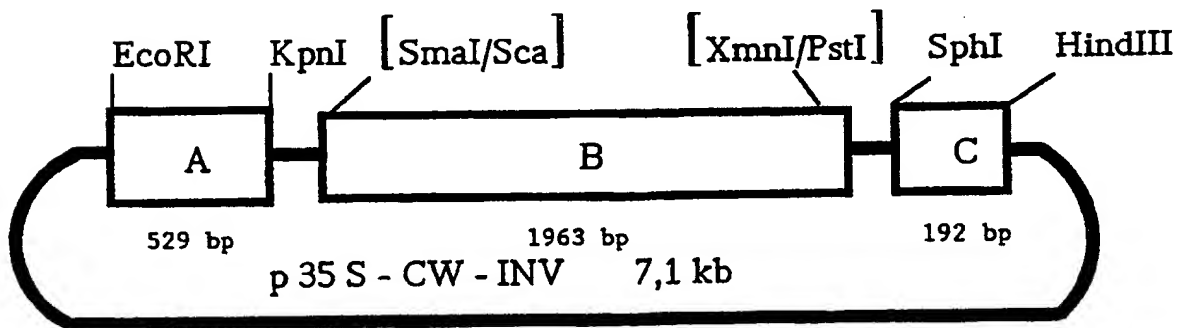 EcoRI KpnI [SmaI/Sca] [XmnI/PstI] SphI HindIII
A B C
529 bp 1963 bp 192 bp
p 35 S - CW - INV 7,1 kb